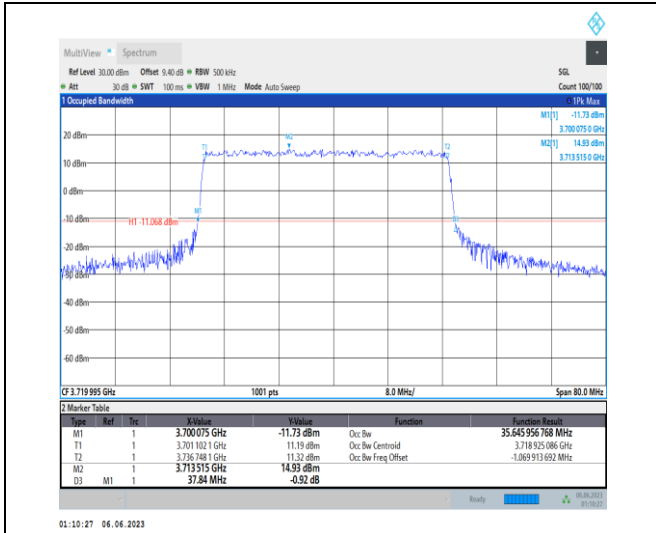 MultiView Spectrum
Ref Level 30.00 dBm Offset 9.40 dB RBW 500 kHz SGL
Att 30 dB SWT 100 ms VBW 1 MHz Mode Auto Sweep Count 100/100
1 Occupied Bandwidth 1Pk Max
M1[1] -11.73 dBm
3.700 075 0 GHz
M2[1] 14.93 dBm
3.713 515 0 GHz
20 dBm
T1 M2 T2
10 dBm
0 dBm
M1
-10 dBm
H1 -11.068 dBm
-20 dBm
-30 dBm
-40 dBm
-50 dBm
-60 dBm
CF 3.719 995 GHz 1001 pts 8.0 MHz/ Span 80.0 MHz
2 Marker Table
Type Ref Trc X-Value Y-Value Function Function Result
M1 1 3.700 075 GHz -11.73 dBm Occ Bw 35.645 956 768 MHz
T1 1 3.701 102 1 GHz 11.19 dBm Occ Bw Centroid 3.718 925 086 GHz
T2 1 3.736 748 1 GHz 11.32 dBm Occ Bw Freq Offset -1.069 913 692 MHz
M2 1 3.713 515 GHz 14.93 dBm
D3 M1 1 37.84 MHz -0.92 dB
Ready 06.06.2023
01:10:27
01:10:27 06.06.2023